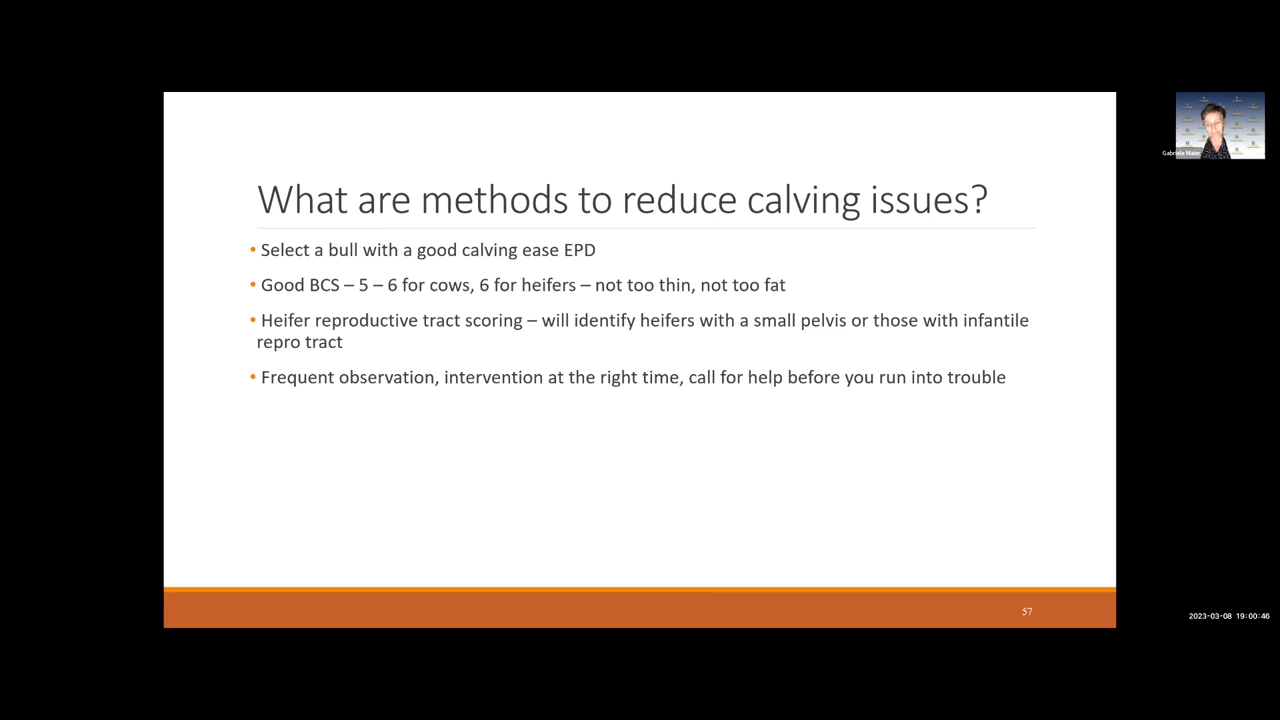 What are methods to reduce calving issues?
• Select a bull with a good calving ease EPD
• Good BCS – 5 – 6 for cows, 6 for heifers – not too thin, not too fat
• Heifer reproductive tract scoring – will identify heifers with a small pelvis or those with infantile
repro tract
• Frequent observation, intervention at the right time, call for help before you run into trouble
57
Gabriele Maier
2023-03-08 19:00:46